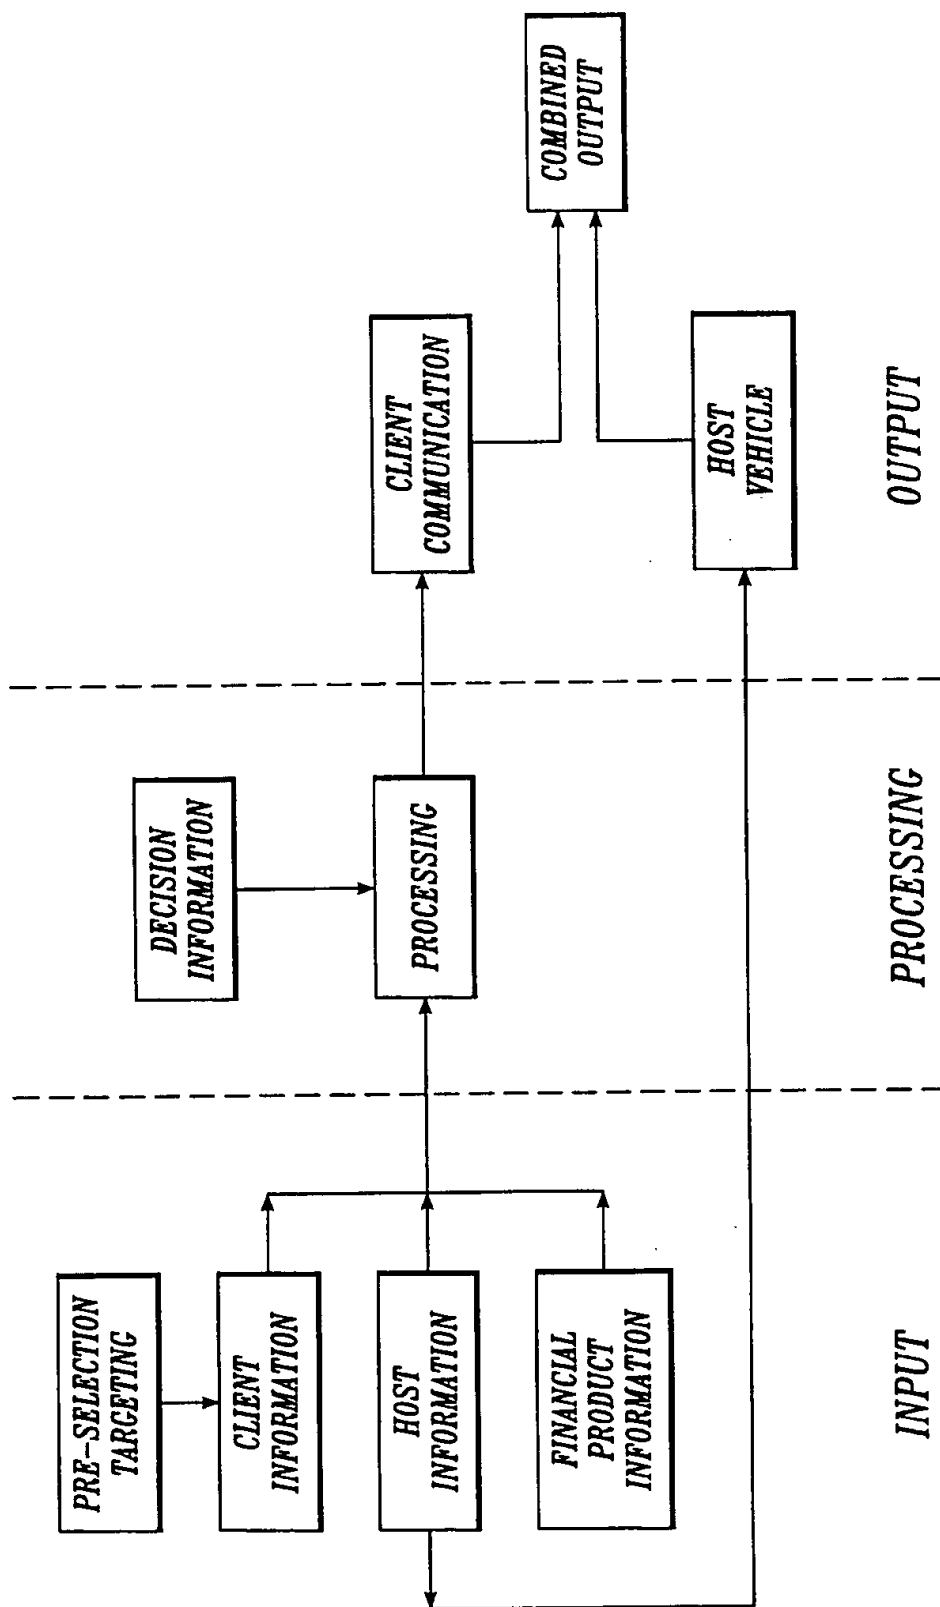 PRE-SELECTION
TARGETING
CLIENT
INFORMATION
HOST
INFORMATION
FINANCIAL
PRODUCT
INFORMATION
INPUT
DECISION
INFORMATION
PROCESSING
PROCESSING
CLIENT
COMMUNICATION
HOST
VEHICLE
OUTPUT
COMBINED
OUTPUT